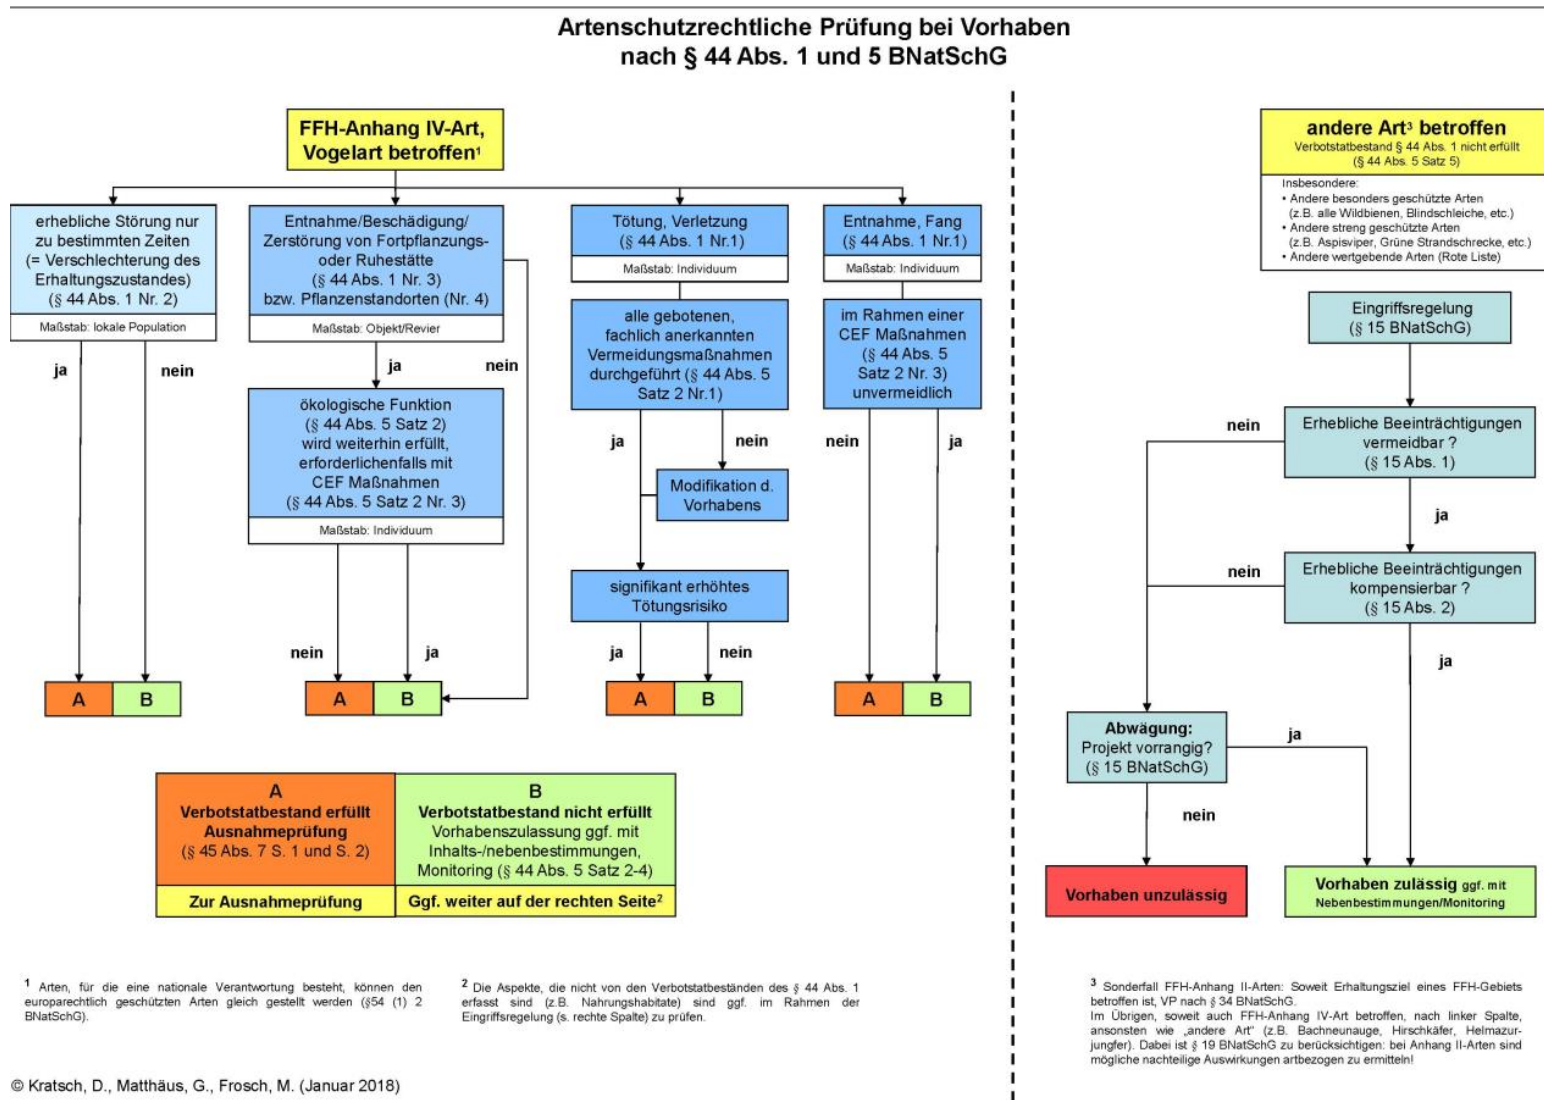 Artenschutzrechtliche Prüfung bei Vorhaben
nach § 44 Abs. 1 und 5 BNatSchG
FFH-Anhang IV-Art,
Vogelart betroffen¹
erhebliche Störung nur
zu bestimmten Zeiten
(= Verschlechterung des
Erhaltungszustandes)
(§ 44 Abs. 1 Nr. 2)
Maßstab: lokale Population
ja
nein
A
B
Entnahme/Beschädigung/
Zerstörung von Fortpflanzungs-
oder Ruhestätte
(§ 44 Abs. 1 Nr. 3)
bzw. Pflanzenstandorten (Nr. 4)
Maßstab: Objekt/Revier
ja
nein
ökologische Funktion
(§ 44 Abs. 5 Satz 2)
wird weiterhin erfüllt,
erforderlichenfalls mit
CEF Maßnahmen
(§ 44 Abs. 5 Satz 2 Nr. 3)
Maßstab: Individuum
nein
ja
A
B
Tötung, Verletzung
(§ 44 Abs. 1 Nr.1)
Maßstab: Individuum
alle gebotenen,
fachlich anerkannten
Vermeidungsmaßnahmen
durchgeführt (§ 44 Abs. 5
Satz 2 Nr.1)
ja
nein
Modifikation d.
Vorhabens
signifikant erhöhtes
Tötungsrisiko
ja
nein
A
B
Entnahme, Fang
(§ 44 Abs. 1 Nr.1)
Maßstab: Individuum
im Rahmen einer
CEF Maßnahmen
(§ 44 Abs. 5
Satz 2 Nr. 3)
unvermeidlich
nein
ja
A
B
A
Verbotstatbestand erfüllt
Ausnahmeprüfung
(§ 45 Abs. 7 S. 1 und S. 2)
Zur Ausnahmeprüfung
B
Verbotstatbestand nicht erfüllt
Vorhabenszulassung ggf. mit
Inhalts-/nebenbestimmungen,
Monitoring (§ 44 Abs. 5 Satz 2-4)
Ggf. weiter auf der rechten Seite²
¹ Arten, für die eine nationale Verantwortung besteht, können den
europarechtlich geschützten Arten gleich gestellt werden (§54 (1) 2
BNatSchG).
² Die Aspekte, die nicht von den Verbotstatbeständen des § 44 Abs. 1
erfasst sind (z.B. Nahrungshabitate) sind ggf. im Rahmen der
Eingriffsregelung (s. rechte Spalte) zu prüfen.
© Kratsch, D., Matthäus, G., Frosch, M. (Januar 2018)
andere Art³ betroffen
Verbotstatbestand § 44 Abs. 1 nicht erfüllt
(§ 44 Abs. 5 Satz 5)
Insbesondere:
• Andere besonders geschützte Arten
(z.B. alle Wildbienen, Blindschleiche, etc.)
• Andere streng geschützte Arten
(z.B. Aspisviper, Grüne Strandschrecke, etc.)
• Andere wertgebende Arten (Rote Liste)
Eingriffsregelung
(§ 15 BNatSchG)
Erhebliche Beeinträchtigungen
vermeidbar ?
(§ 15 Abs. 1)
nein
ja
Erhebliche Beeinträchtigungen
kompensierbar ?
(§ 15 Abs. 2)
nein
ja
Abwägung:
Projekt vorrangig?
(§ 15 BNatSchG)
ja
nein
Vorhaben unzulässig
Vorhaben zulässig ggf. mit
Nebenbestimmungen/Monitoring
³ Sonderfall FFH-Anhang II-Arten: Soweit Erhaltungsziel eines FFH-Gebiets
betroffen ist, VP nach § 34 BNatSchG.
Im Übrigen, soweit auch FFH-Anhang IV-Art betroffen, nach linker Spalte,
ansonsten wie „andere Art“ (z.B. Bachneunauge, Hirschkäfer, Helmazur-
jungfer). Dabei ist § 19 BNatSchG zu berücksichtigen: bei Anhang II-Arten sind
mögliche nachteilige Auswirkungen artbezogen zu ermitteln!